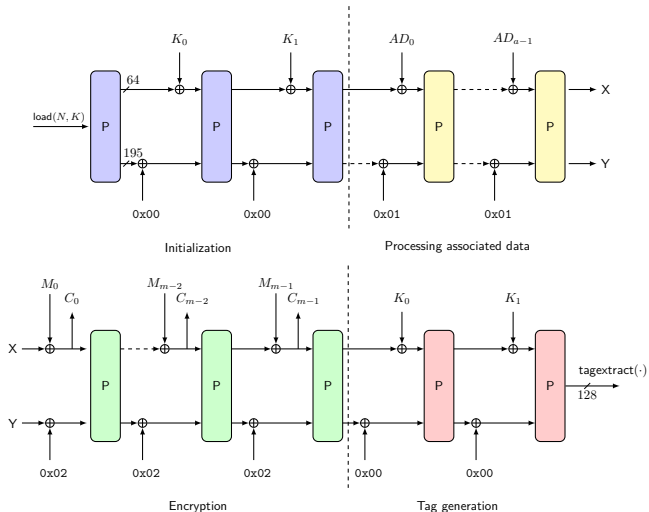 K₀ K₁ AD₀ AD_{a−1}
64
X
load(N, K) P P P P P
195
Y
0x00 0x00 0x01 0x01
Initialization Processing associated data
M₀ M_{m−2} M_{m−1}
C₀ C_{m−2} C_{m−1} K₀ K₁
X
P P P P P tagextract(·)
128
Y
0x02 0x02 0x02 0x00 0x00
Encryption Tag generation